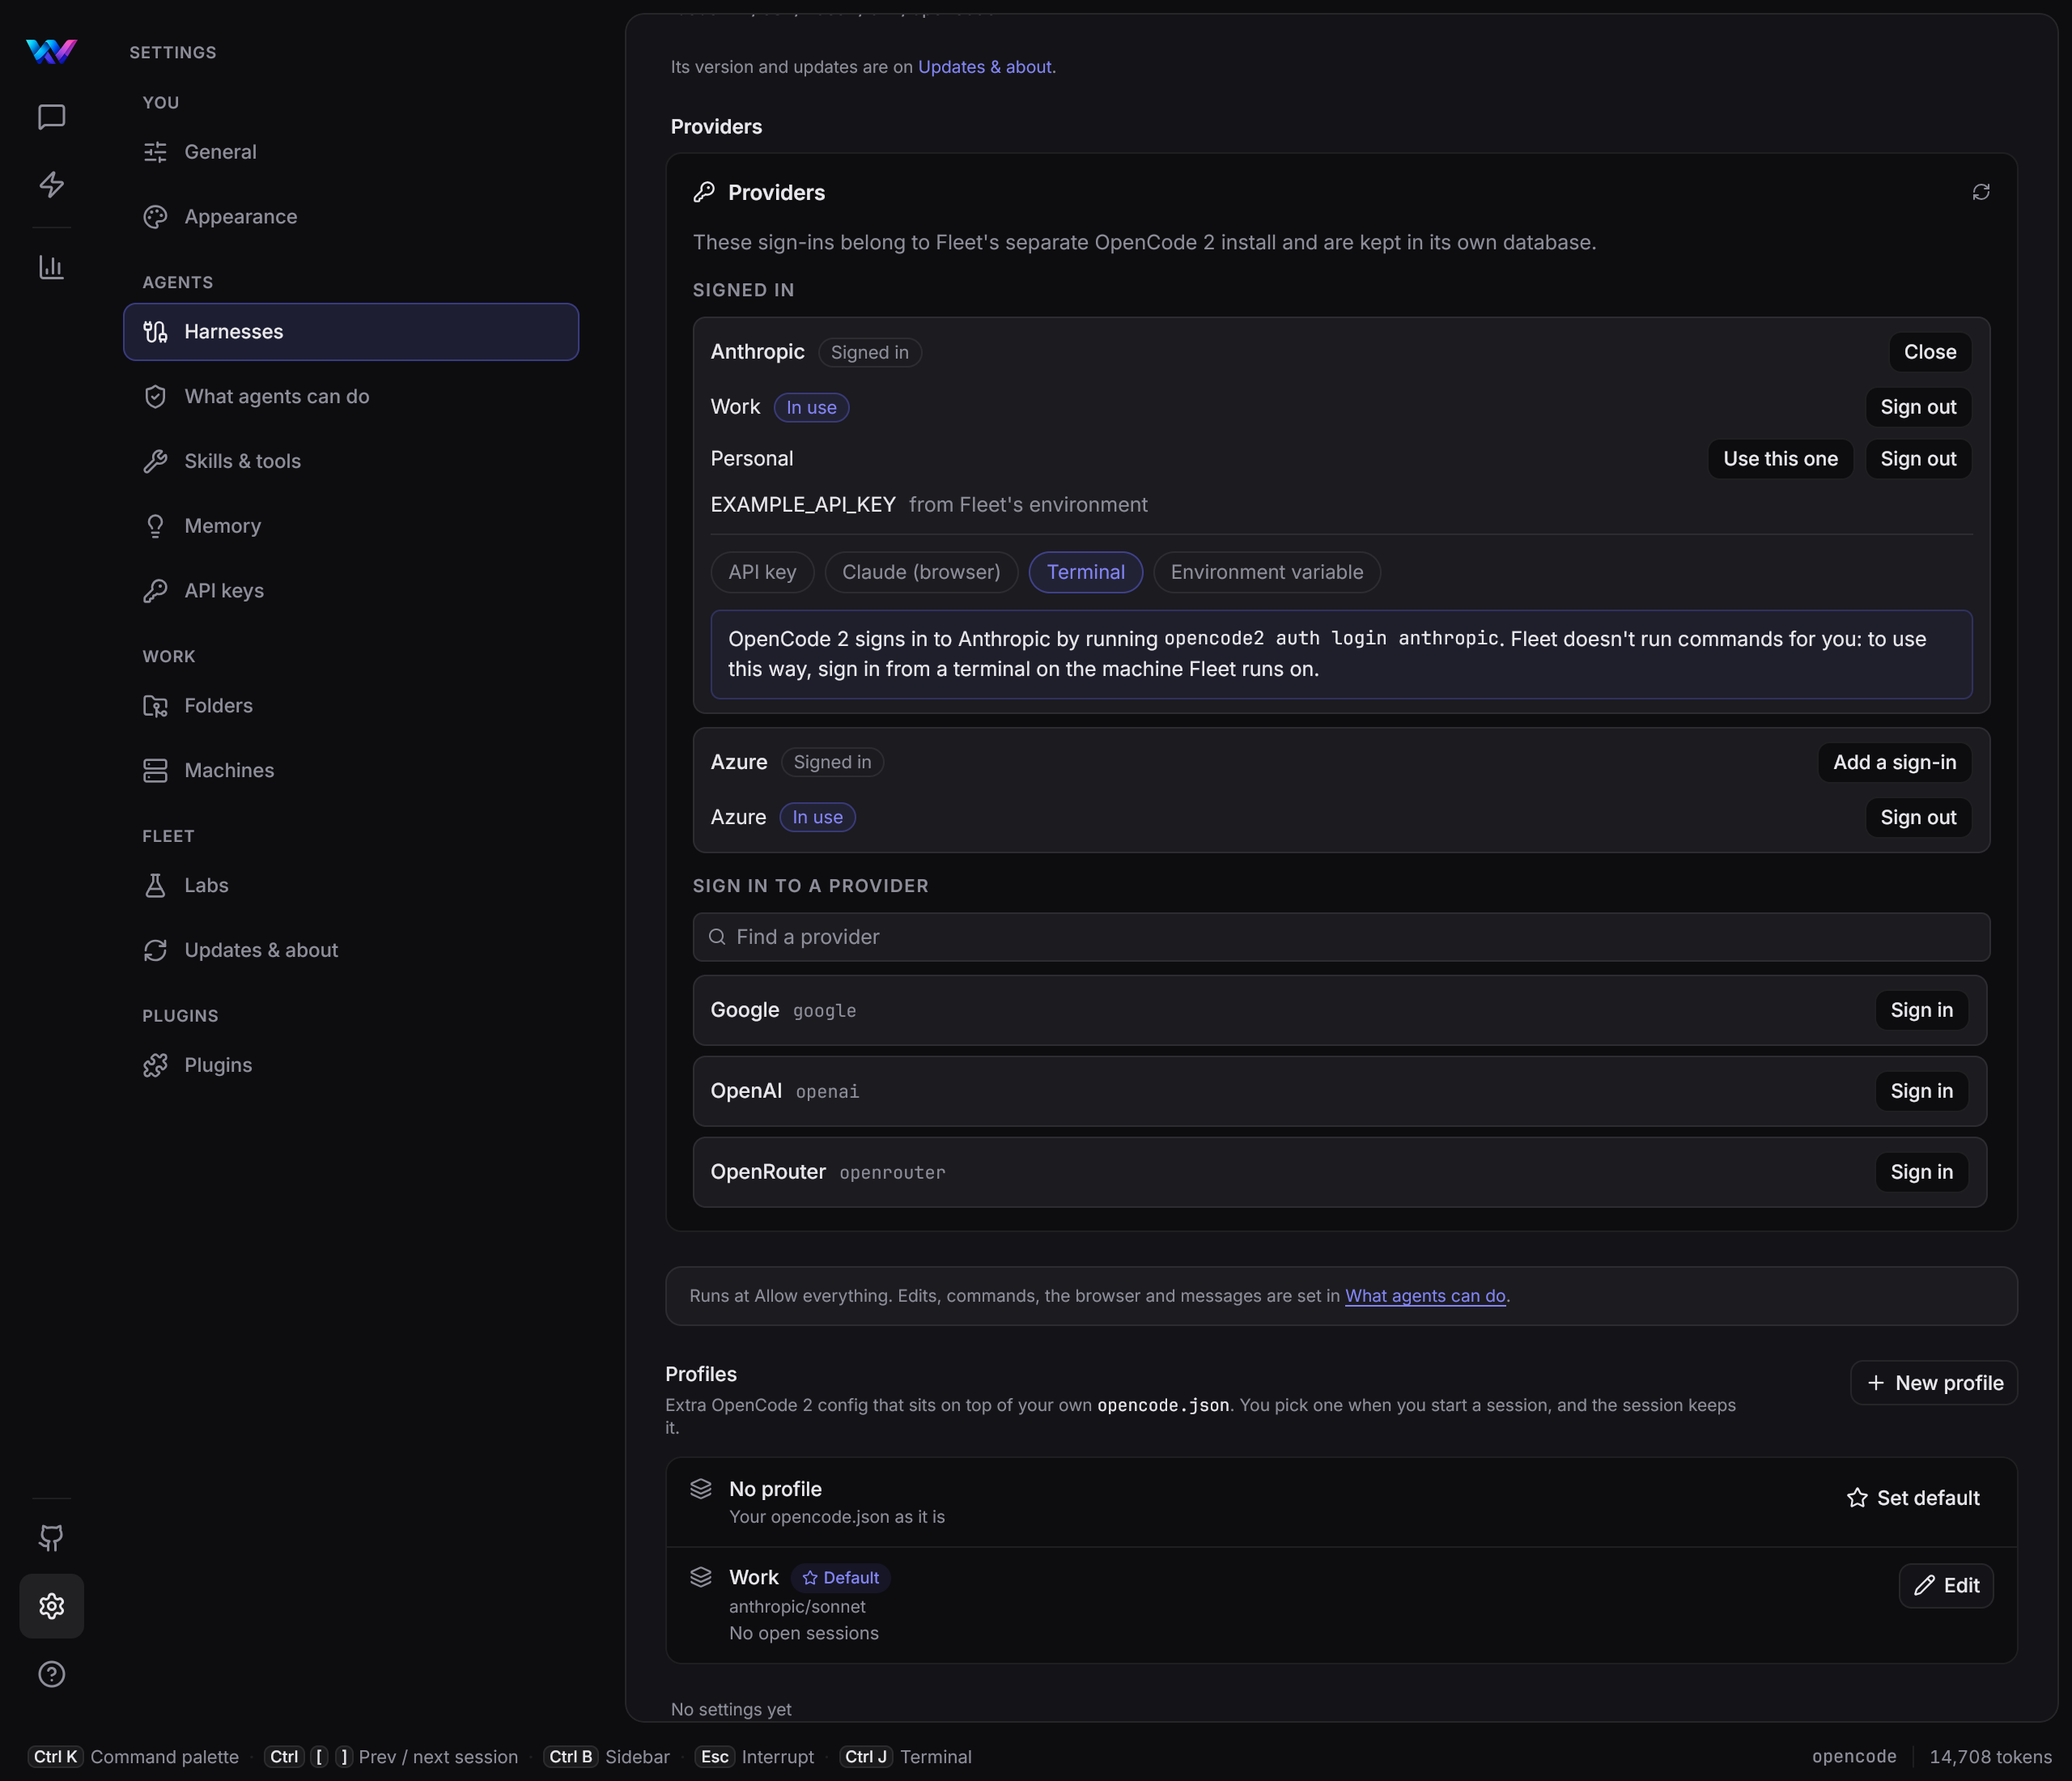 SETTINGS
YOU
General
Appearance
AGENTS
Harnesses
What agents can do
Skills & tools
Memory
API keys
WORK
Folders
Machines
FLEET
Labs
Updates & about
PLUGINS
Plugins
Its version and updates are on Updates & about.
Providers
Providers
These sign-ins belong to Fleet's separate OpenCode 2 install and are kept in its own database.
SIGNED IN
Anthropic Signed in Close
Work In use Sign out
Personal Use this one Sign out
EXAMPLE_API_KEY from Fleet's environment
API key Claude (browser) Terminal Environment variable
OpenCode 2 signs in to Anthropic by running opencode2 auth login anthropic. Fleet doesn't run commands for you: to use
this way, sign in from a terminal on the machine Fleet runs on.
Azure Signed in Add a sign-in
Azure In use Sign out
SIGN IN TO A PROVIDER
Find a provider
Google google Sign in
OpenAI openai Sign in
OpenRouter openrouter Sign in
Runs at Allow everything. Edits, commands, the browser and messages are set in What agents can do.
Profiles
New profile
Extra OpenCode 2 config that sits on top of your own opencode.json. You pick one when you start a session, and the session keeps
it.
No profile
Your opencode.json as it is
Set default
Work Default
anthropic/sonnet
No open sessions
Edit
No settings yet
Ctrl K Command palette · Ctrl [ ] Prev / next session · Ctrl B Sidebar · Esc Interrupt · Ctrl J Terminal
opencode 14,708 tokens